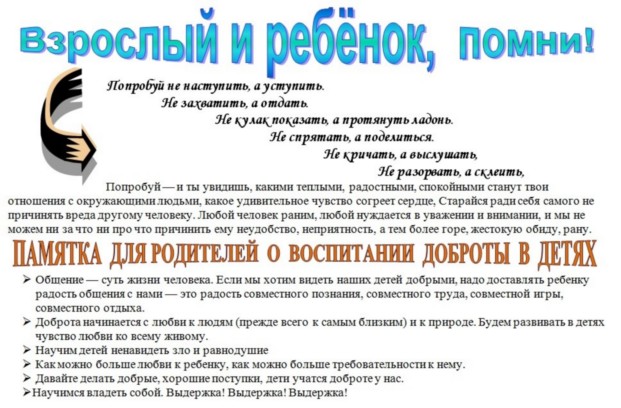 Взрослый и ребёнок, помни!
Попробуй не наступить, а уступить.
Не захватить, а отдать.
Не кулак показать, а протянуть ладонь.
Не спрятать, а поделиться.
Не кричать, а выслушать,
Не разорвать, а склеить,
Попробуй — и ты увидишь, какими теплыми, радостными, спокойными станут твои
отношения с окружающими людьми, какое удивительное чувство согреет сердце, Старайся ради себя самого не
причинять вреда другому человеку. Любой человек раним, любой нуждается в уважении и внимании, и мы не
можем ни за что ни про что причинить ему неудобство, неприятность, а тем более горе, жестокую обиду, рану.
ПАМЯТКА ДЛЯ РОДИТЕЛЕЙ О ВОСПИТАНИИ ДОБРОТЫ В ДЕТЯХ
➢ Общение — суть жизни человека. Если мы хотим видеть наших детей добрыми, надо доставлять ребенку
радость общения с нами — это радость совместного познания, совместного труда, совместной игры,
совместного отдыха.
➢ Доброта начинается с любви к людям (прежде всего к самым близким) и к природе. Будем развивать в детях
чувство любви ко всему живому.
➢ Научим детей ненавидеть зло и равнодушие
➢ Как можно больше любви к ребенку, как можно больше требовательности к нему.
➢ Давайте делать добрые, хорошие поступки, дети учатся доброте у нас.
➢Научимся владеть собой. Выдержка! Выдержка! Выдержка!